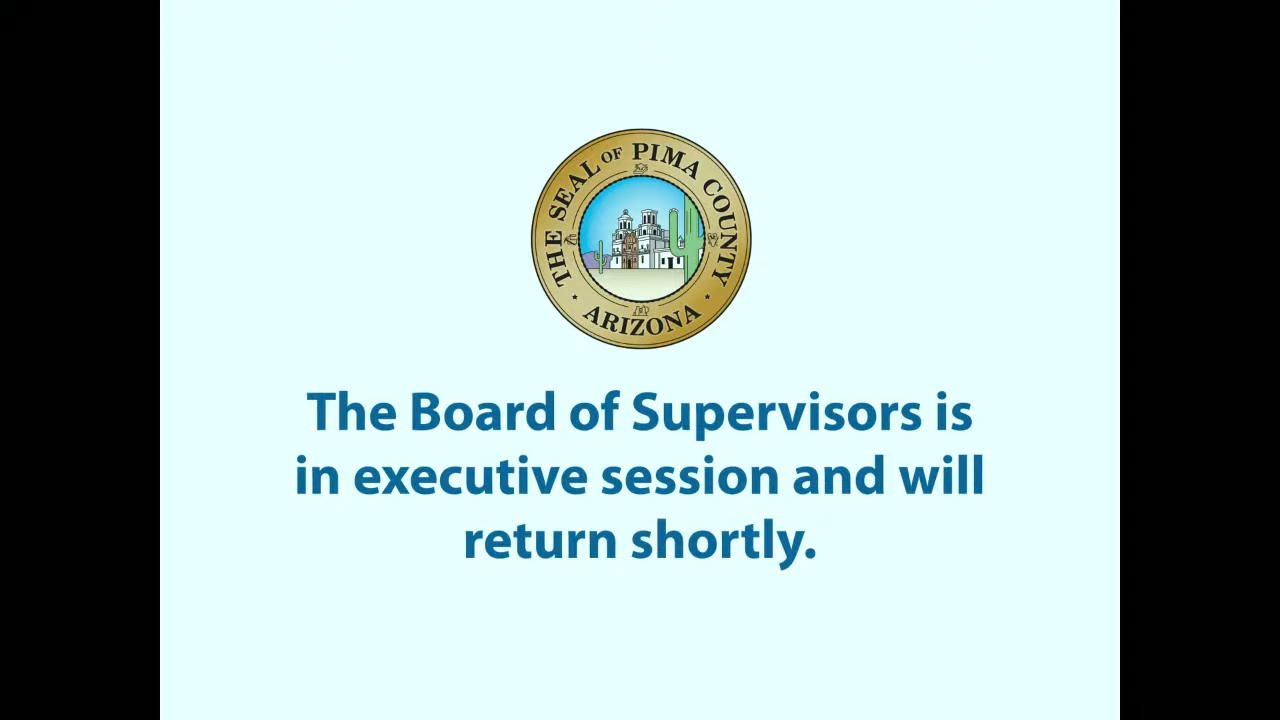 THE SEAL OF PIMA COUNTY
ARIZONA
The Board of Supervisors is
in executive session and will
return shortly.